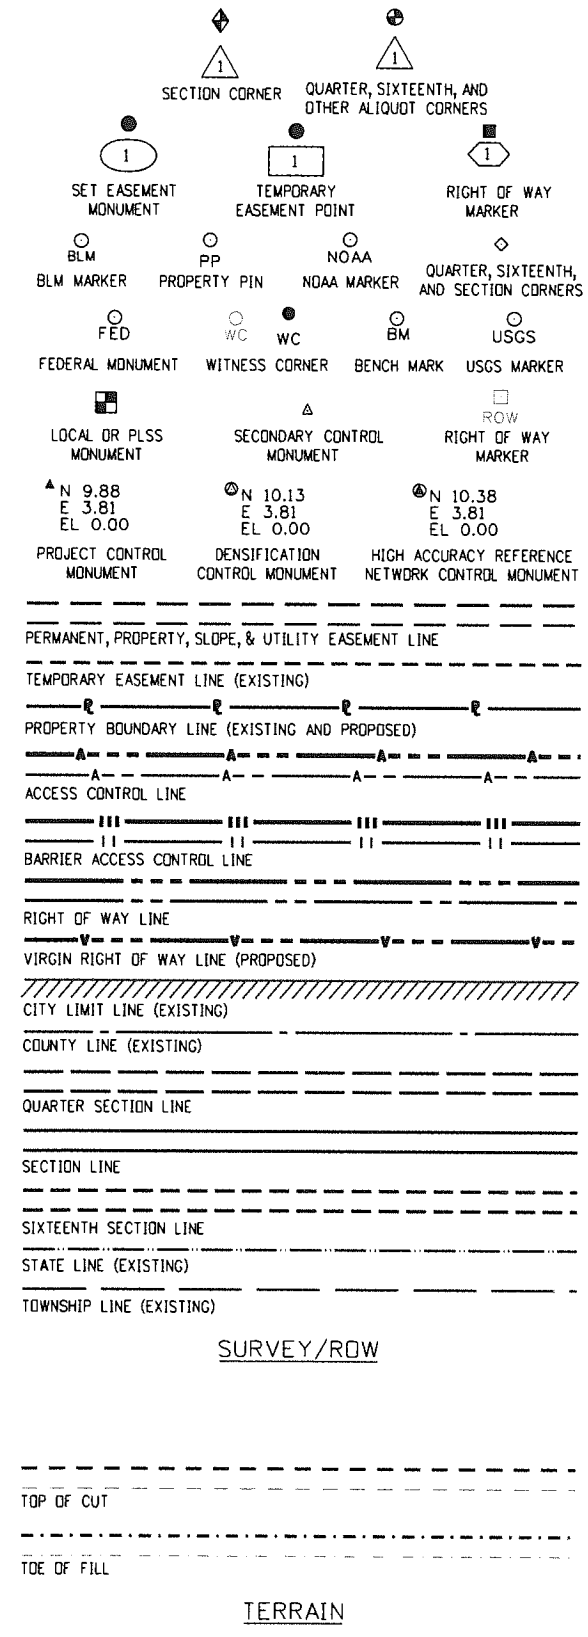 1 1
SECTION CORNER QUARTER, SIXTEENTH, AND
OTHER ALIQUOT CORNERS
1 1 1
SET EASEMENT TEMPORARY RIGHT OF WAY
MONUMENT EASEMENT POINT MARKER
BLM PP NOAA
BLM MARKER PROPERTY PIN NOAA MARKER QUARTER, SIXTEENTH,
AND SECTION CORNERS
FED WC WC BM USGS
FEDERAL MONUMENT WITNESS CORNER BENCH MARK USGS MARKER
ROW
LOCAL OR PLSS SECONDARY CONTROL RIGHT OF WAY
MONUMENT MONUMENT MARKER
N 9.88 N 10.13 N 10.38
E 3.81 E 3.81 E 3.81
EL 0.00 EL 0.00 EL 0.00
PROJECT CONTROL DENSIFICATION HIGH ACCURACY REFERENCE
MONUMENT CONTROL MONUMENT NETWORK CONTROL MONUMENT
PERMANENT, PROPERTY, SLOPE, & UTILITY EASEMENT LINE
TEMPORARY EASEMENT LINE (EXISTING)
PROPERTY BOUNDARY LINE (EXISTING AND PROPOSED)
A A A A
A A A A
ACCESS CONTROL LINE
BARRIER ACCESS CONTROL LINE
RIGHT OF WAY LINE
V V V V
VIRGIN RIGHT OF WAY LINE (PROPOSED)
CITY LIMIT LINE (EXISTING)
COUNTY LINE (EXISTING)
QUARTER SECTION LINE
SECTION LINE
SIXTEENTH SECTION LINE
STATE LINE (EXISTING)
TOWNSHIP LINE (EXISTING)
SURVEY/ROW
TOP OF CUT
TOE OF FILL
TERRAIN